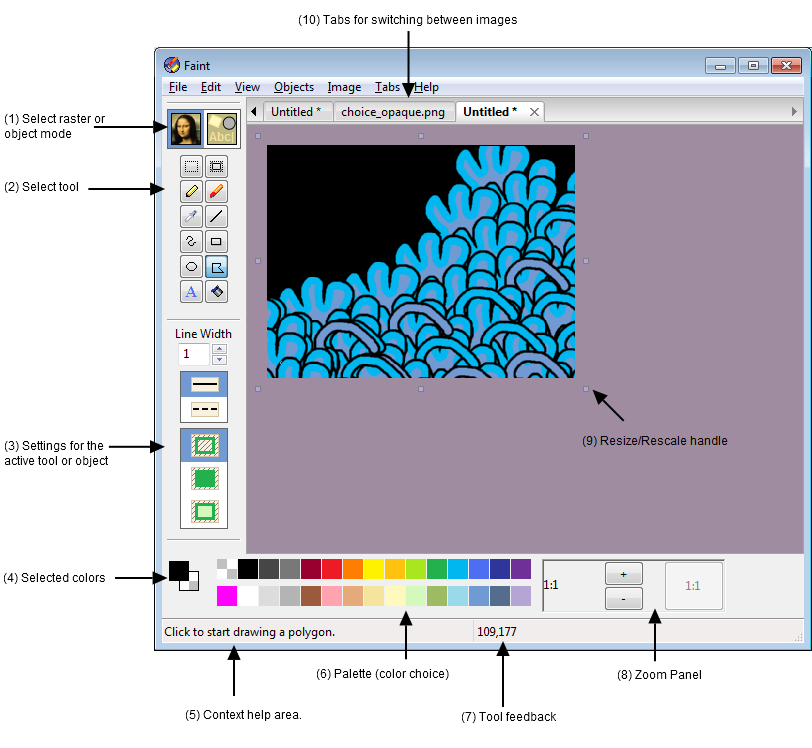 (10) Tabs for switching between images
Faint
File Edit View Objects Image Tabs Help
Untitled * choice_opaque.png Untitled *
(1) Select raster or
object mode
Abc
(2) Select tool
A
Line Width
1
(3) Settings for the
active tool or object
(9) Resize/Rescale handle
(4) Selected colors
1:1
+
-
1:1
Click to start drawing a polygon.
109,177
(6) Palette (color choice)
(8) Zoom Panel
(5) Context help area.
(7) Tool feedback